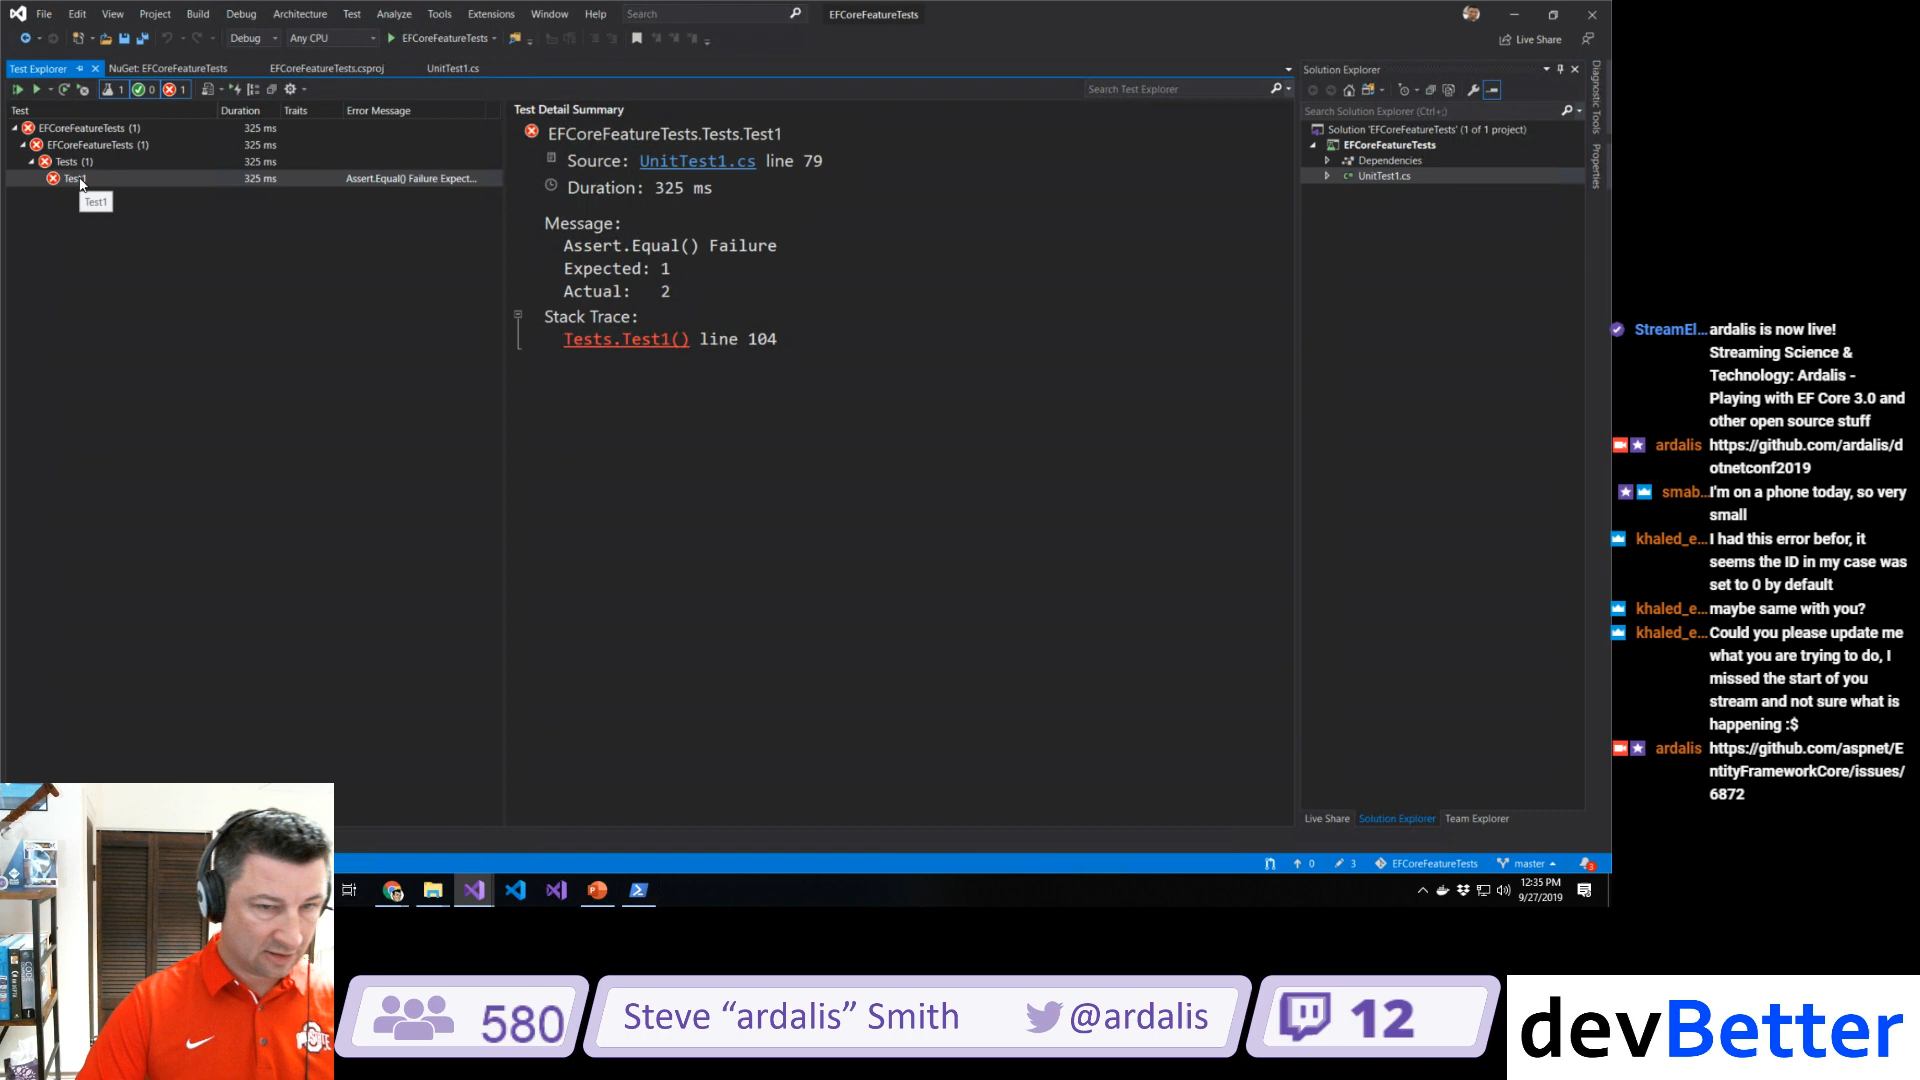 File Edit View Project Build Debug Architecture Test Analyze Tools Extensions Window Help Search EFCoreFeatureTests
Debug Any CPU EFCoreFeatureTests Live Share
Test Explorer NuGet: EFCoreFeatureTests EFCoreFeatureTests.csproj UnitTest1.cs
1 0 1 Search Test Explorer
Test Duration Traits Error Message
EFCoreFeatureTests (1) 325 ms
EFCoreFeatureTests (1) 325 ms
Tests (1) 325 ms
Test1 325 ms Assert.Equal() Failure Expect...
Test1
Test Detail Summary
EFCoreFeatureTests.Tests.Test1
Source: UnitTest1.cs line 79
Duration: 325 ms
Message:
Assert.Equal() Failure
Expected: 1
Actual: 2
Stack Trace:
Tests.Test1() line 104
Solution Explorer
Search Solution Explorer (Ctrl+;)
Solution 'EFCoreFeatureTests' (1 of 1 project)
EFCoreFeatureTests
Dependencies
UnitTest1.cs
Diagnostic Tools
Properties
Live Share Solution Explorer Team Explorer
0 3 EFCoreFeatureTests master 3
12:35 PM
9/27/2019
StreamEl... ardalis is now live!
Streaming Science &
Technology: Ardalis -
Playing with EF Core 3.0 and
other open source stuff
ardalis https://github.com/ardalis/d
otnetconf2019
smab... I'm on a phone today, so very
small
khaled_e... I had this error befor, it
seems the ID in my case was
set to 0 by default
khaled_e... maybe same with you?
khaled_e... Could you please update me
what you are trying to do, I
missed the start of you
stream and not sure what is
happening :$
ardalis https://github.com/aspnet/E
ntityFrameworkCore/issues/
6872
580 Steve “ardalis” Smith @ardalis 12
devBetter